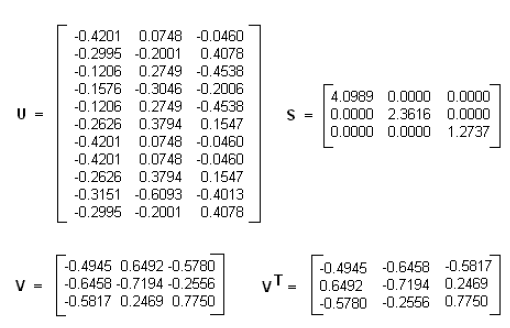 -0.4201 0.0748 -0.0460
-0.2995 -0.2001 0.4078
-0.1206 0.2749 -0.4538
-0.1576 -0.3046 -0.2006
U = -0.1206 0.2749 -0.4538
-0.2626 0.3794 0.1547
-0.4201 0.0748 -0.0460
-0.4201 0.0748 -0.0460
-0.2626 0.3794 0.1547
-0.3151 -0.6093 -0.4013
-0.2995 -0.2001 0.4078
4.0989 0.0000 0.0000
S = 0.0000 2.3616 0.0000
0.0000 0.0000 1.2737
-0.4945 0.6492 -0.5780
V = -0.6458 -0.7194 -0.2556
-0.5817 0.2469 0.7750
-0.4945 -0.6458 -0.5817
VT = 0.6492 -0.7194 0.2469
-0.5780 -0.2556 0.7750